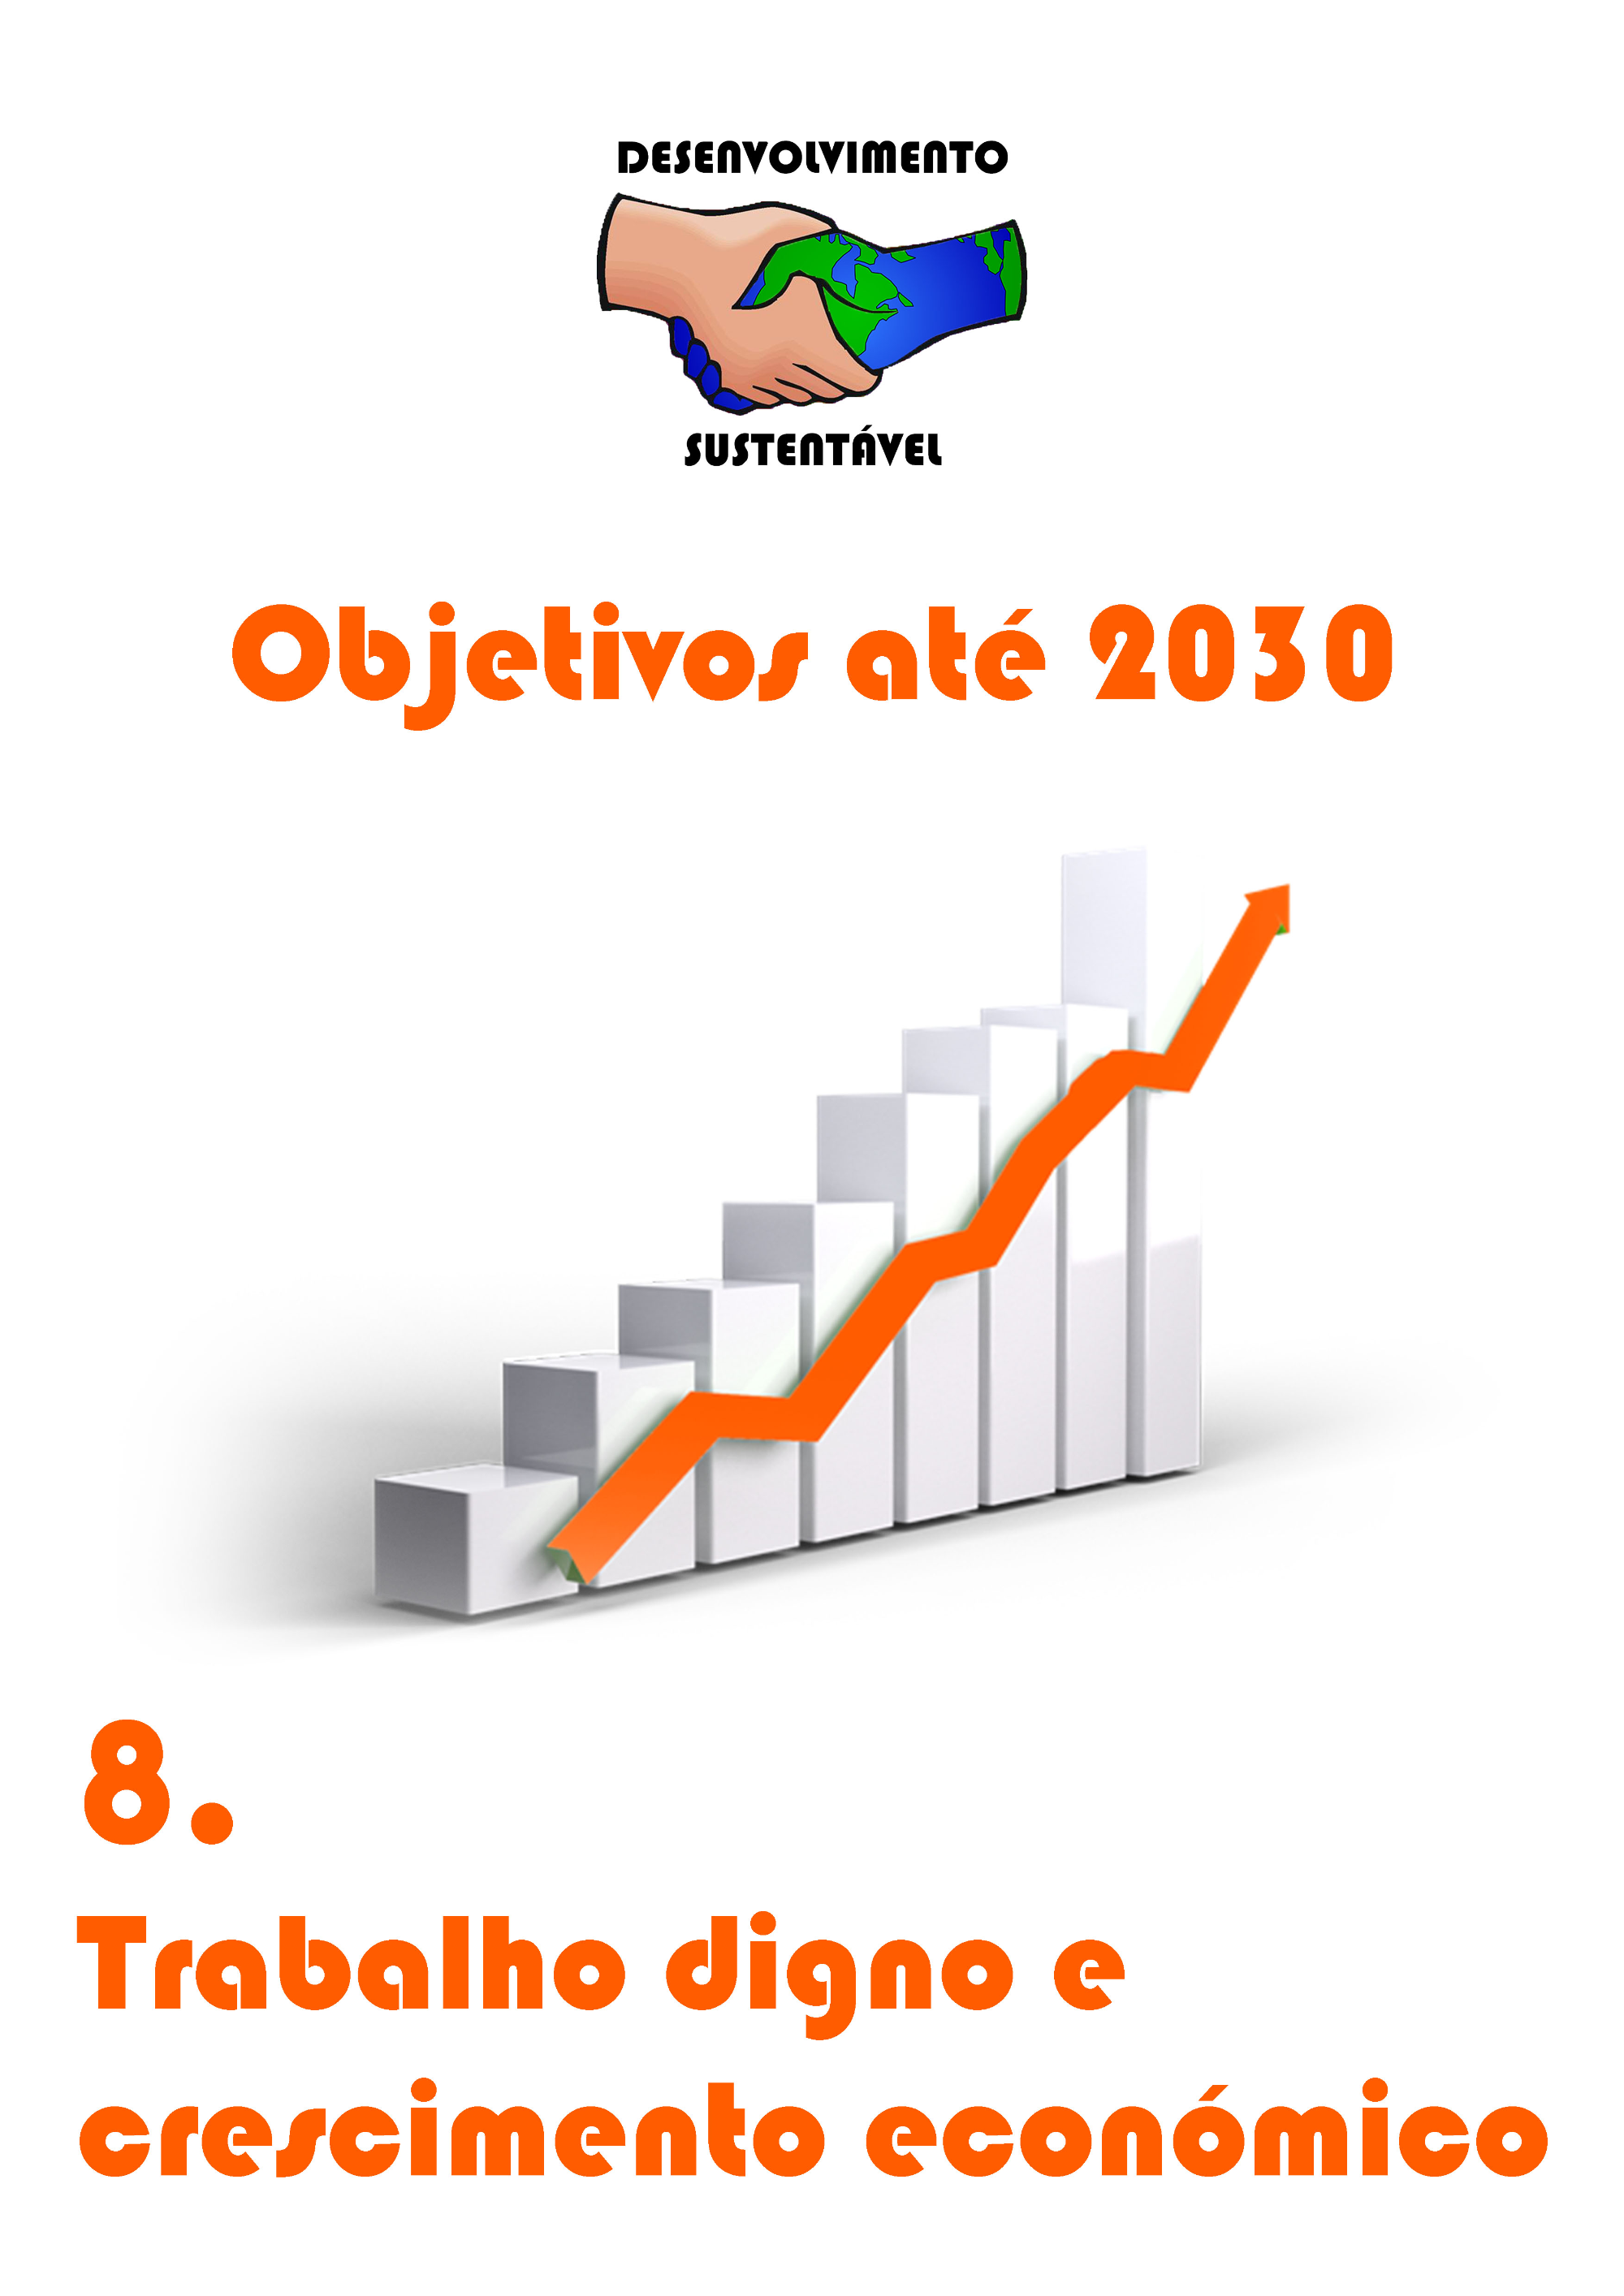 DESENVOLVIMENTO
SUSTENTÁVEL
Objetivos até 2030
8.
Trabalho digno e
crescimento económico